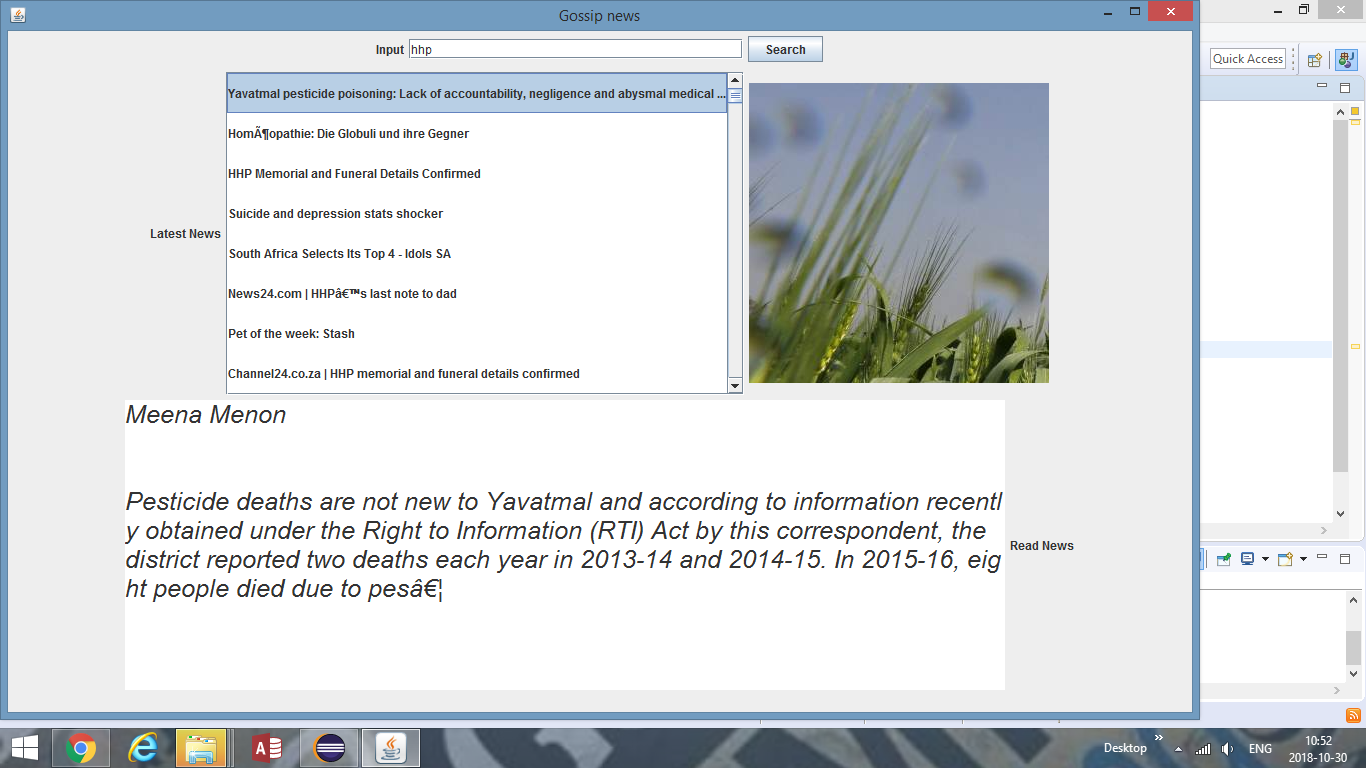 Gossip news
Input hhp Search
Quick Access
Latest News
Yavatmal pesticide poisoning: Lack of accountability, negligence and abysmal medical ...
HomÃ¶opathie: Die Globuli und ihre Gegner
HHP Memorial and Funeral Details Confirmed
Suicide and depression stats shocker
South Africa Selects Its Top 4 - Idols SA
News24.com | HHPâ€™s last note to dad
Pet of the week: Stash
Channel24.co.za | HHP memorial and funeral details confirmed
Meena Menon
Pesticide deaths are not new to Yavatmal and according to information recentl
y obtained under the Right to Information (RTI) Act by this correspondent, the
district reported two deaths each year in 2013-14 and 2014-15. In 2015-16, eig
ht people died due to pesâ€¦
Read News
Desktop
ENG
10:52
2018-10-30